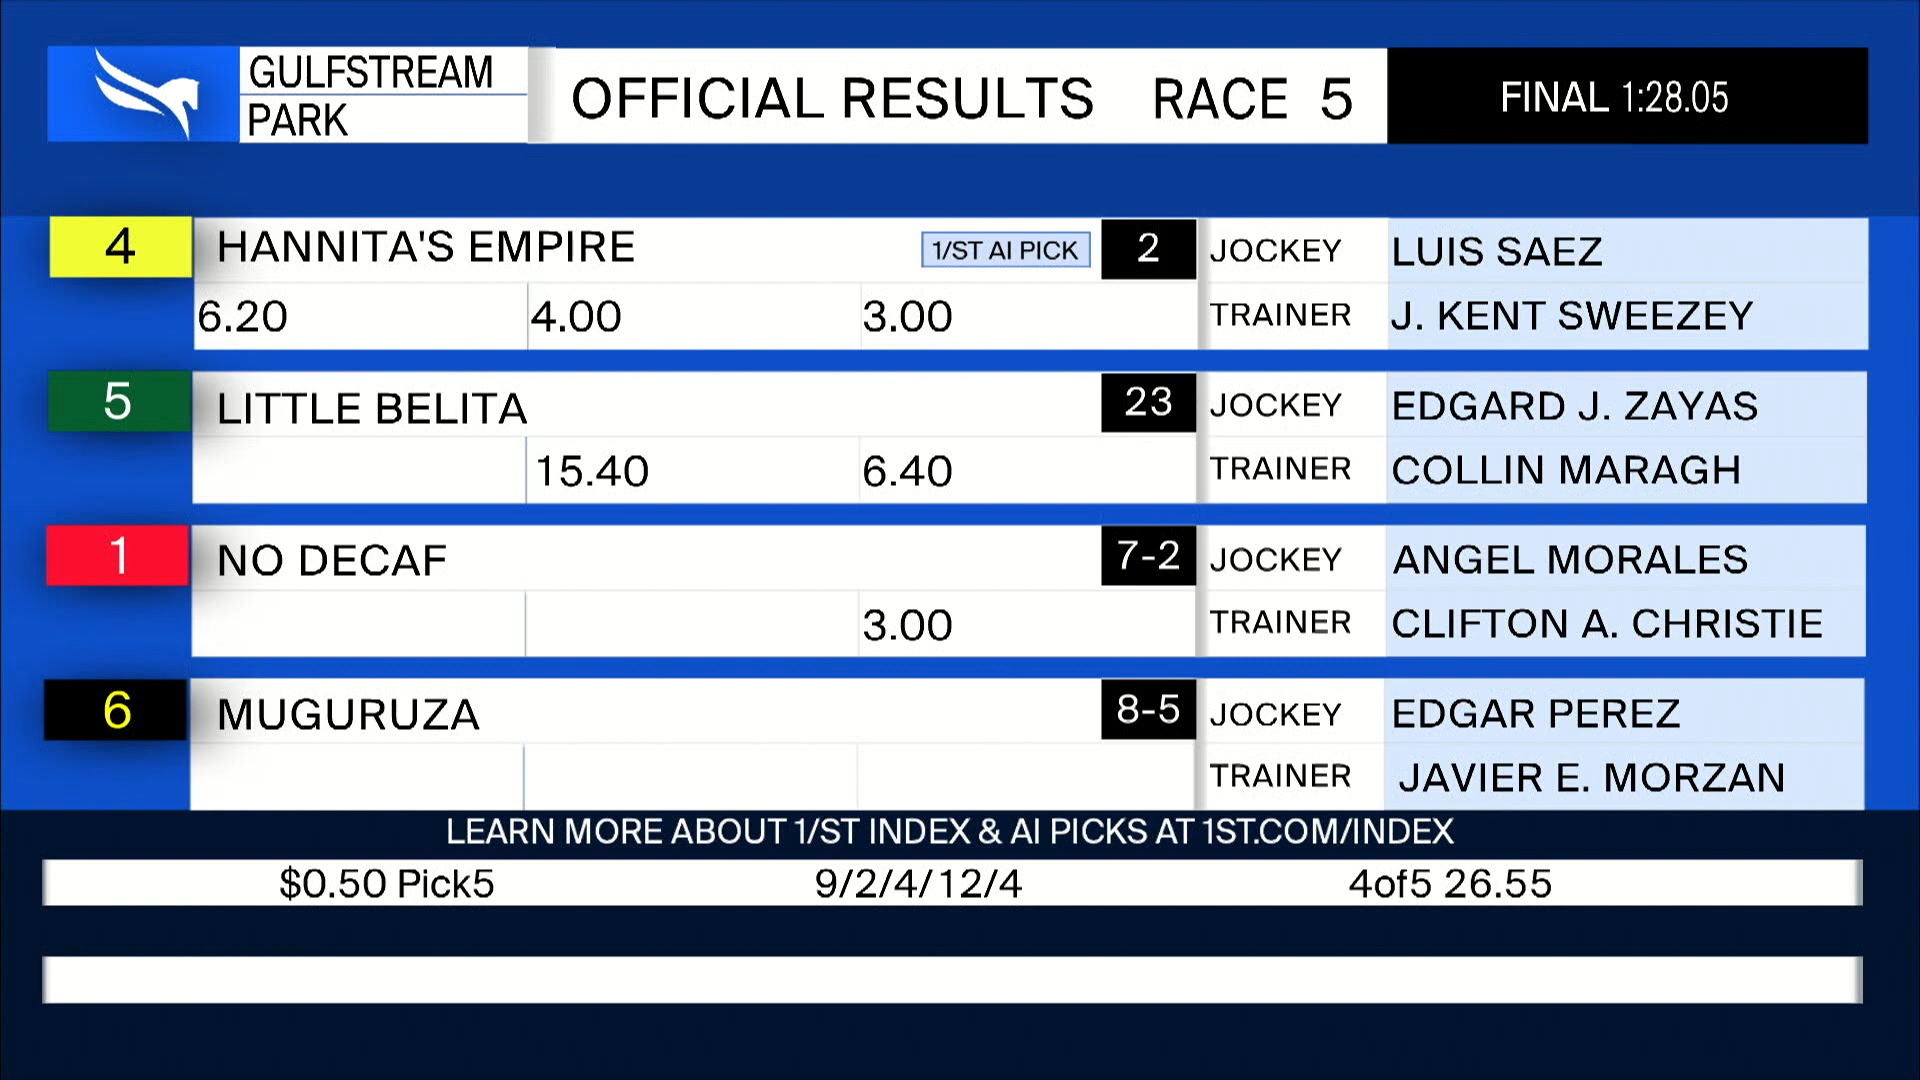 GULFSTREAM
PARK
OFFICIAL RESULTS RACE 5
FINAL 1:28.05
4 HANNITA'S EMPIRE 1/ST AI PICK 2 JOCKEY LUIS SAEZ
6.20 4.00 3.00 TRAINER J. KENT SWEEZEY
5 LITTLE BELITA 23 JOCKEY EDGARD J. ZAYAS
15.40 6.40 TRAINER COLLIN MARAGH
1 NO DECAF 7-2 JOCKEY ANGEL MORALES
3.00 TRAINER CLIFTON A. CHRISTIE
6 MUGURUZA 8-5 JOCKEY EDGAR PEREZ
TRAINER JAVIER E. MORZAN
LEARN MORE ABOUT 1/ST INDEX & AI PICKS AT 1ST.COM/INDEX
$0.50 Pick5 9/2/4/12/4 4of5 26.55